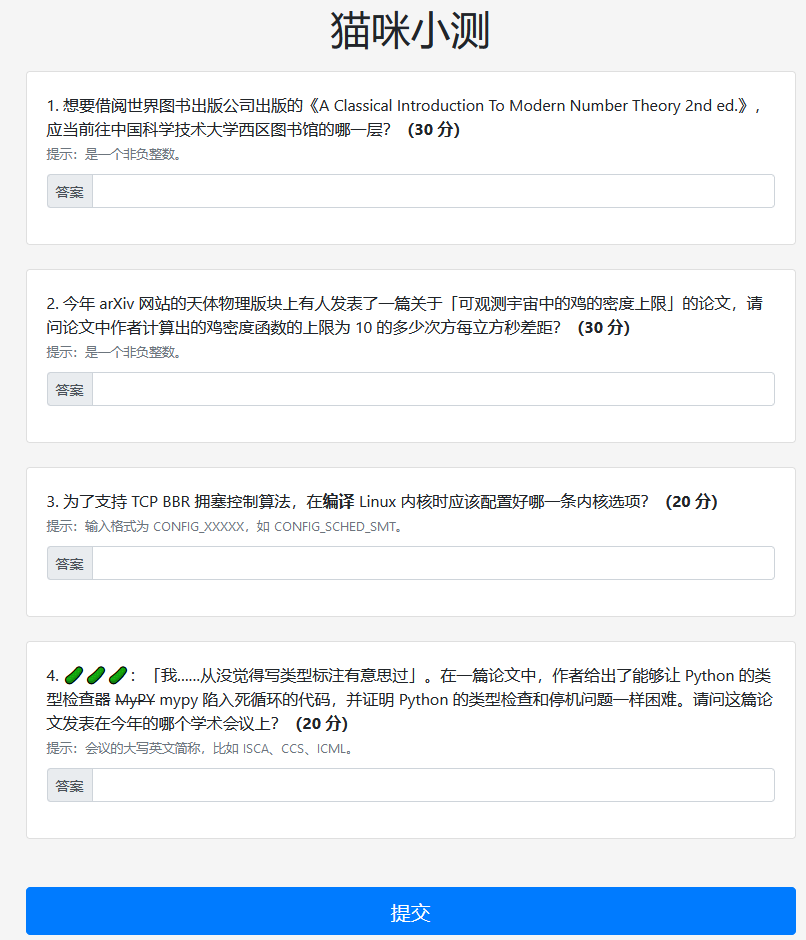 猫咪小测
1. 想要借阅世界图书出版公司出版的《A Classical Introduction To Modern Number Theory 2nd ed.》，
应当前往中国科学技术大学西区图书馆的哪一层？（30 分）
提示：是一个非负整数。
答案
2. 今年 arXiv 网站的天体物理版块上有人发表了一篇关于「可观测宇宙中的鸡的密度上限」的论文，请
问论文中作者计算出的鸡密度函数的上限为 10 的多少次方每立方秒差距？（30 分）
提示：是一个非负整数。
答案
3. 为了支持 TCP BBR 拥塞控制算法，在编译 Linux 内核时应该配置好哪一条内核选项？（20 分）
提示：输入格式为 CONFIG_XXXXX，如 CONFIG_SCHED_SMT。
答案
4. 🥒🥒🥒：「我……从没觉得写类型标注有意思过」。在一篇论文中，作者给出了能够让 Python 的类
型检查器 MyPY mypy 陷入死循环的代码，并证明 Python 的类型检查和停机问题一样困难。请问这篇论
文发表在今年的哪个学术会议上？（20 分）
提示：会议的大写英文简称，比如 ISCA、CCS、ICML。
答案
提交